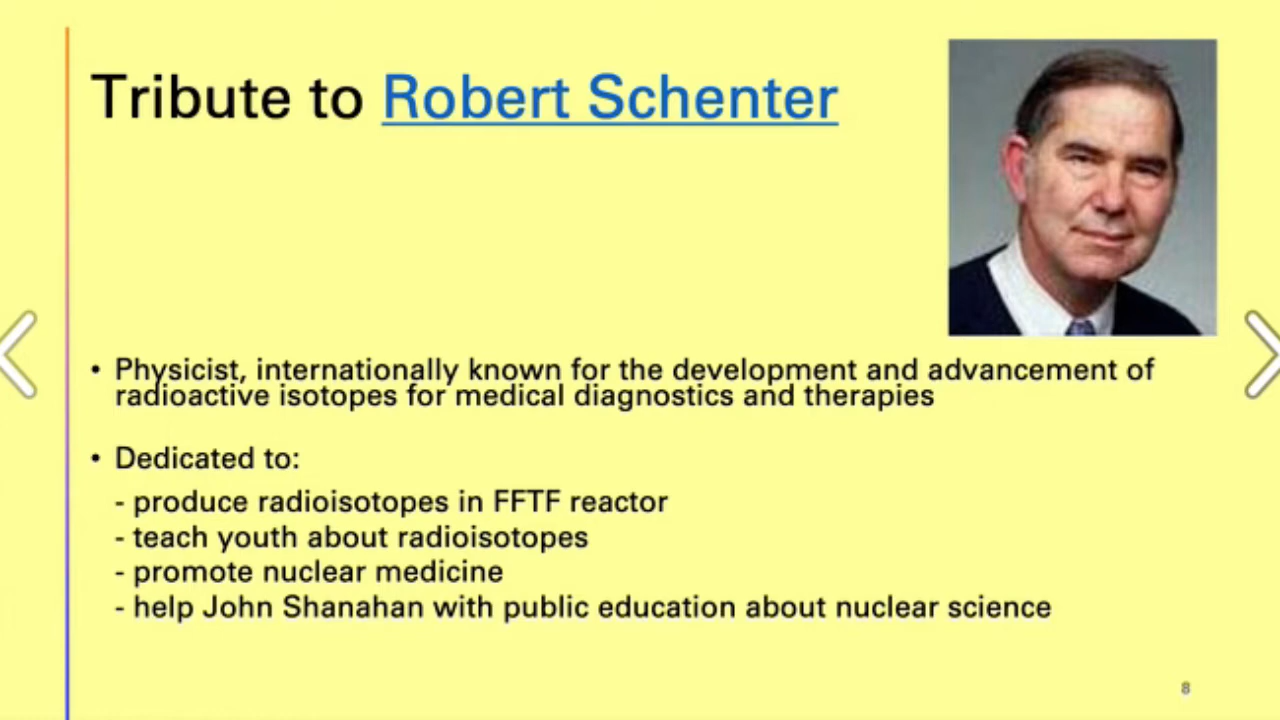 Tribute to Robert Schenter
• Physicist, internationally known for the development and advancement of
radioactive isotopes for medical diagnostics and therapies
• Dedicated to:
- produce radioisotopes in FFTF reactor
- teach youth about radioisotopes
- promote nuclear medicine
- help John Shanahan with public education about nuclear science
8